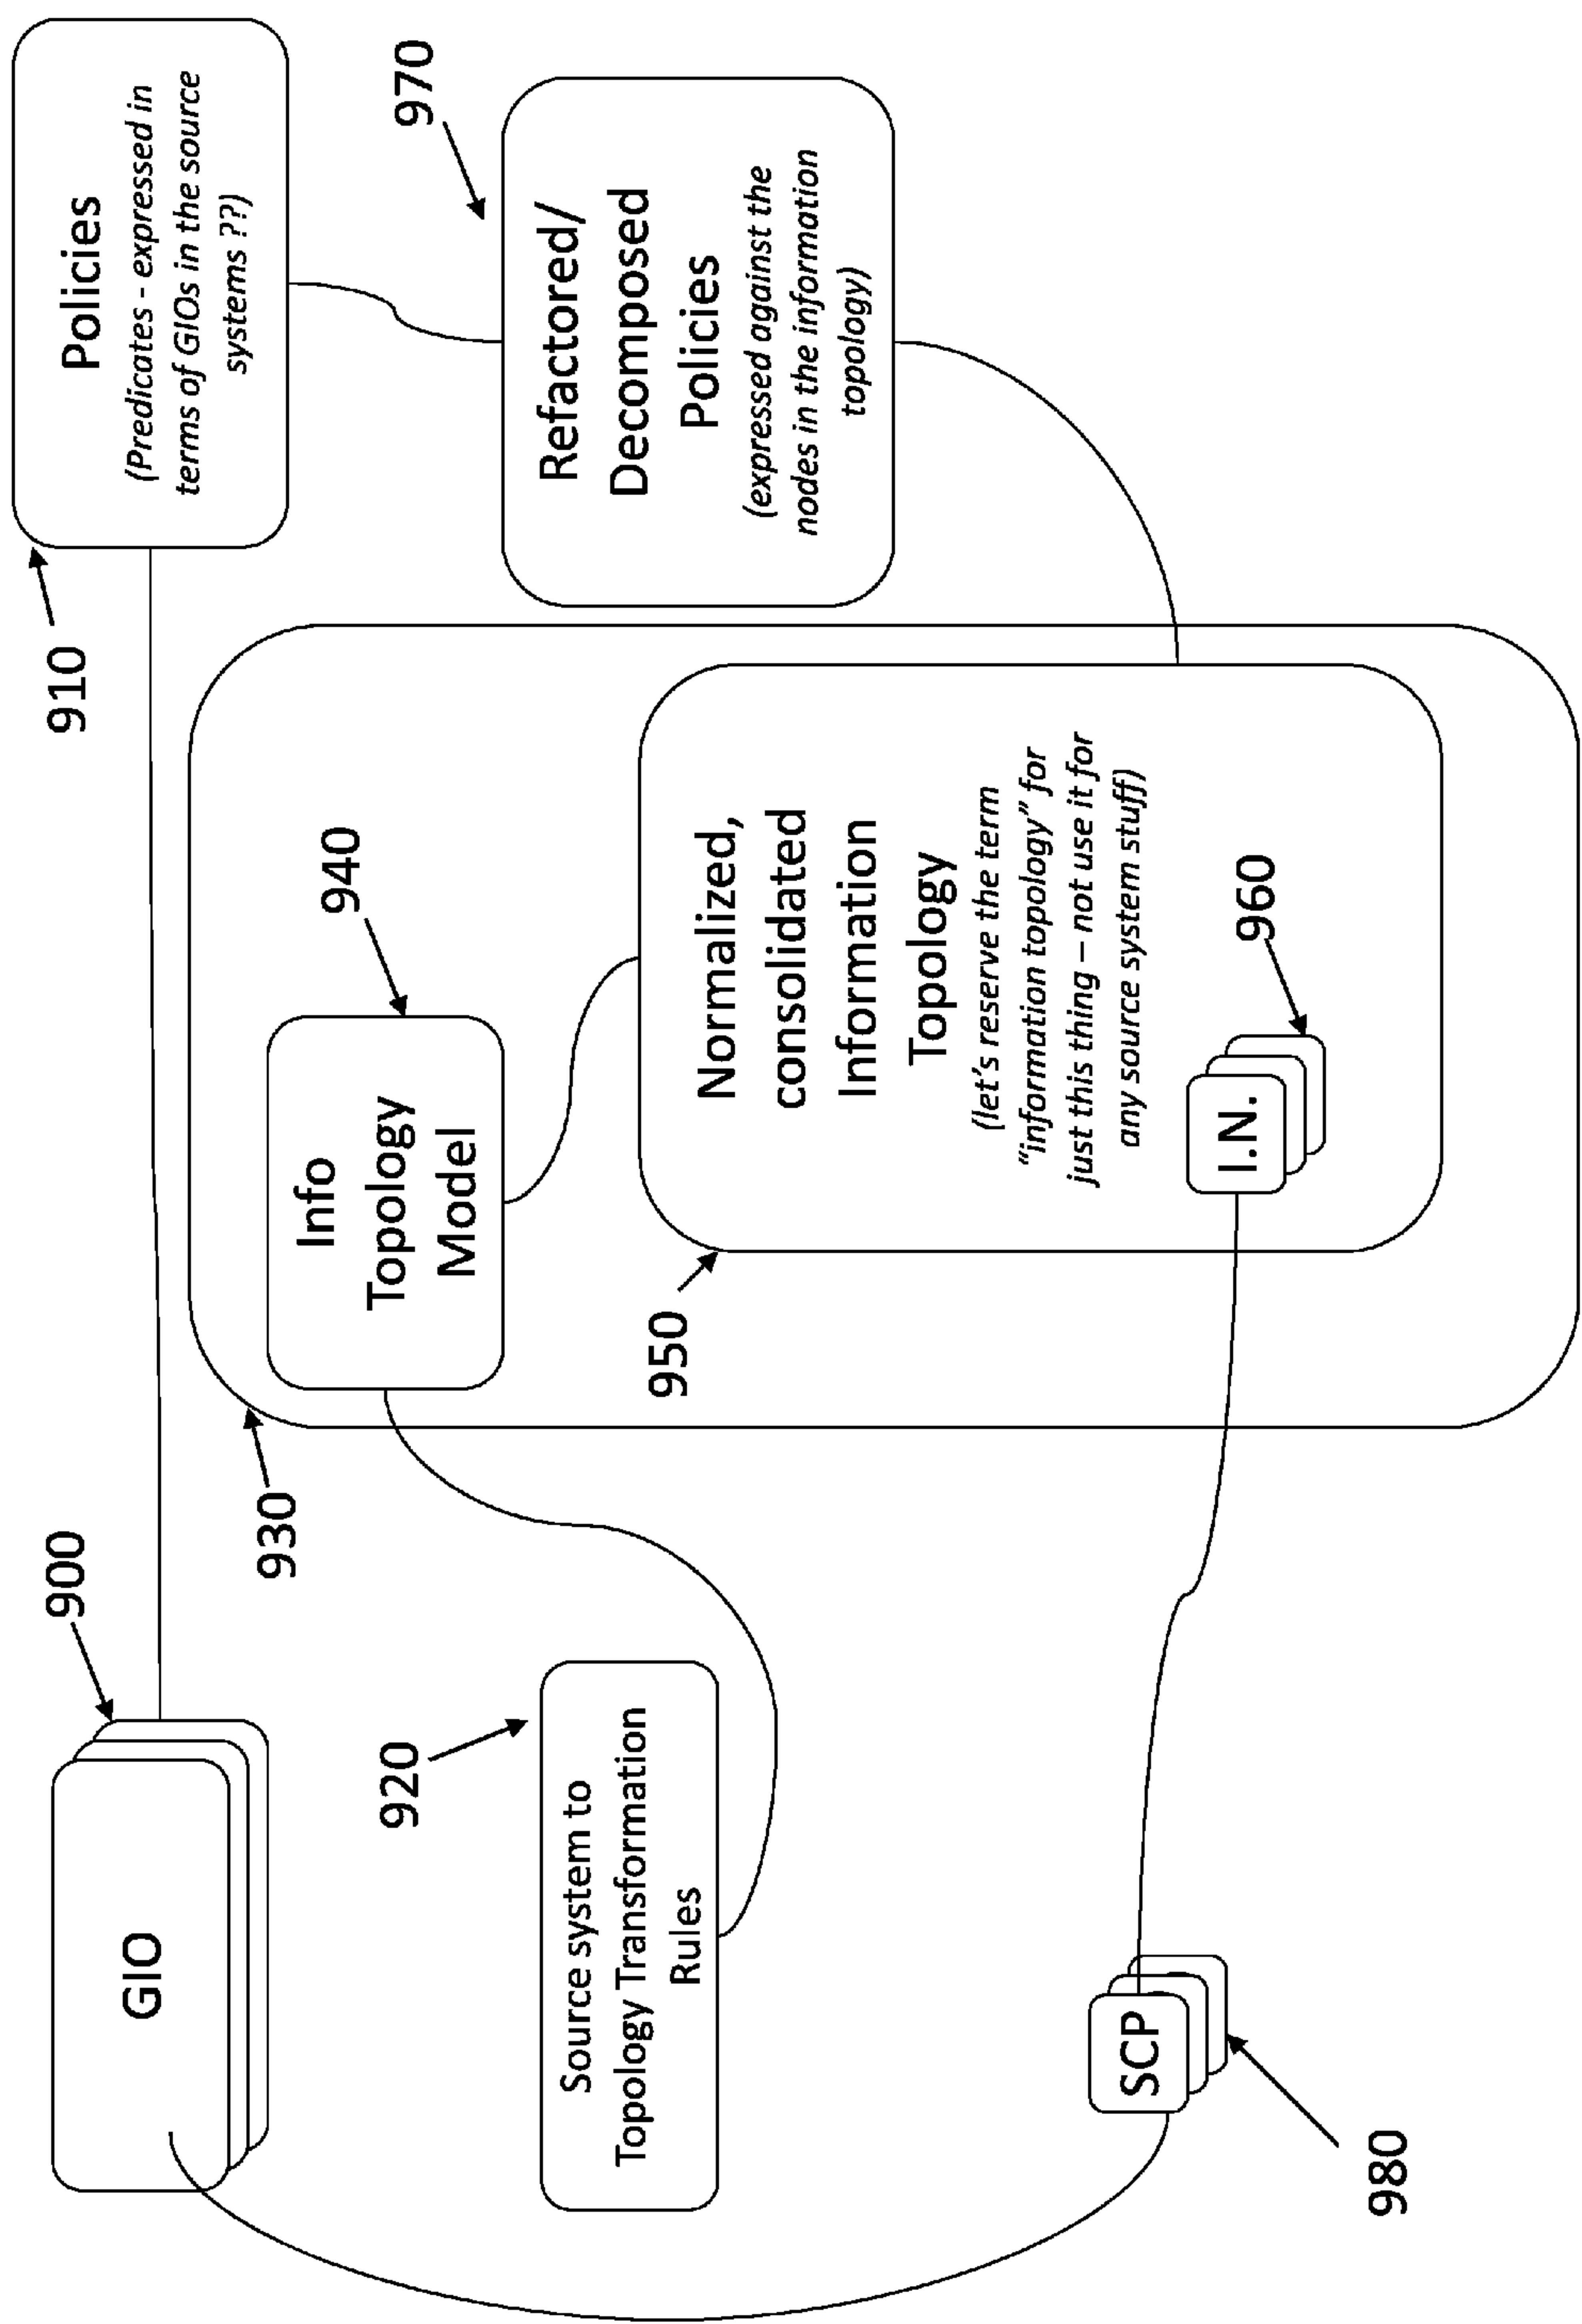 900
GIO
910
Policies
(Predicates - expressed in
terms of GIOs in the source
systems ??)
920
Source system to
Topology Transformation
Rules
930
940
Info
Topology
Model
970
Refactored/
Decomposed
Policies
(expressed against the
nodes in the information
topology)
950
Normalized,
consolidated
Information
Topology
(let's reserve the term
"information topology" for
just this thing – not use it for
any source system stuff)
960
I.N.
SCP
980